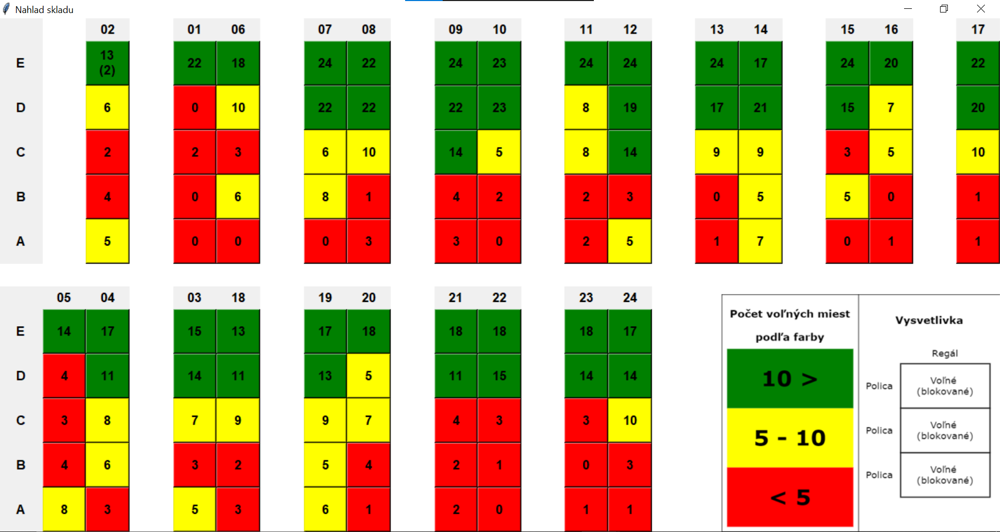 Nahlad skladu
02 01 06 07 08 09 10 11 12 13 14 15 16 17
E 13 (2) 22 18 24 22 24 23 24 24 24 17 24 20 22
D 6 0 10 22 22 22 23 8 19 17 21 15 7 20
C 2 2 3 6 10 14 5 8 14 9 9 3 5 10
B 4 0 6 8 1 4 2 2 3 0 5 5 0 1
A 5 0 0 0 3 3 0 2 5 1 7 0 1 1
05 04 03 18 19 20 21 22 23 24
E 14 17 15 13 17 18 18 18 18 17
D 4 11 14 11 13 5 11 15 14 14
C 3 8 7 9 9 7 4 3 3 10
B 4 6 3 2 5 4 2 1 0 3
A 8 3 5 3 6 1 2 0 1 1
Počet voľných miest
podľa farby
10 >
5 - 10
< 5
Vysvetlivka
Regál
Polica
Voľné
(blokované)
Polica
Voľné
(blokované)
Polica
Voľné
(blokované)